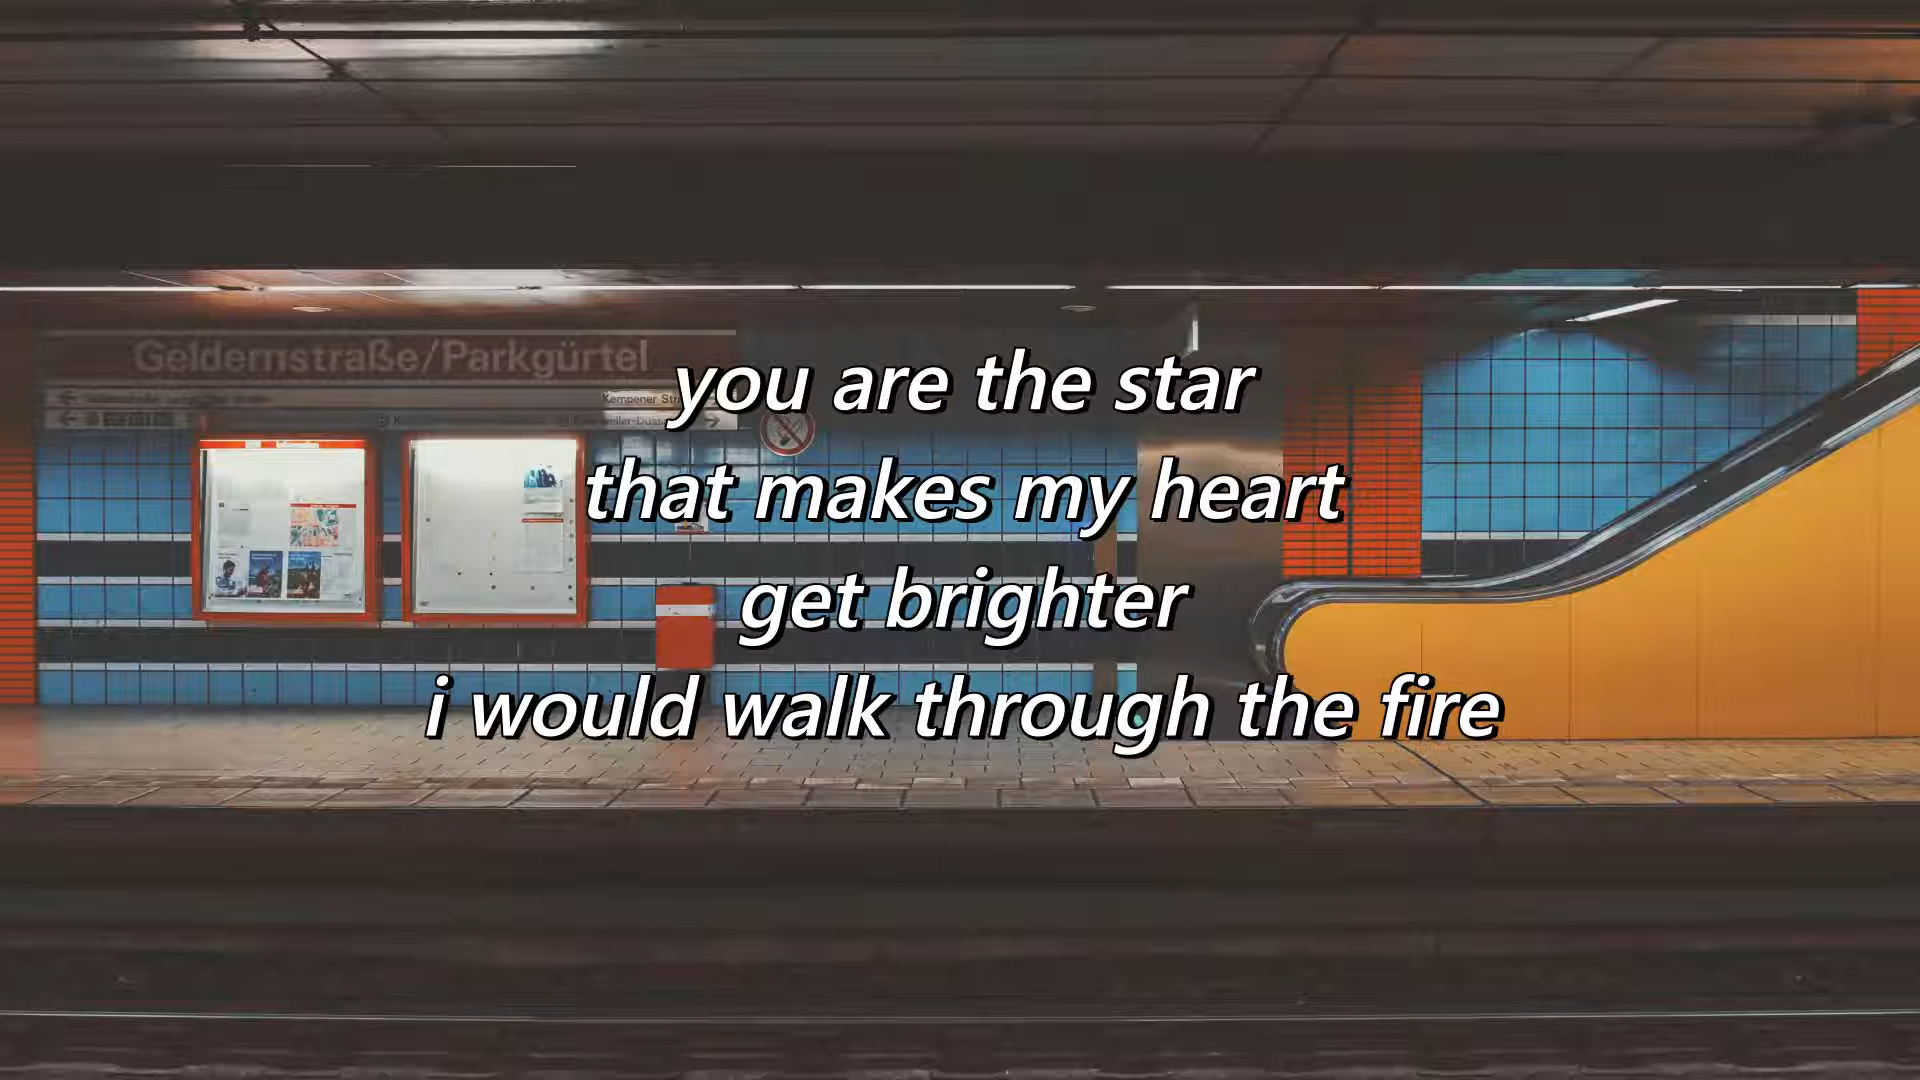 Geldernstraße/Parkgürtel
Kempener Str
you are the star
that makes my heart
get brighter
i would walk through the fire